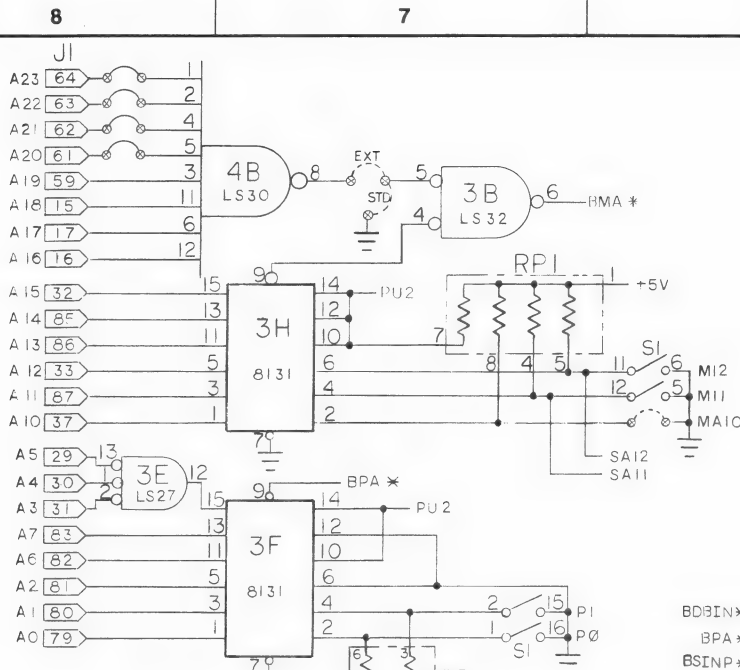 8 7
J1
A23 64 1
A22 63 2
A21 62 4
A20 61 5
A19 59 3
A18 15 11
A17 17 6
A16 16 12
4B
LS30
8
EXT
STD
5
4
3B
LS32
6
BMA *
9
3H
8131
7
A15 32 15 14 PU2
A14 85 13 12
A13 86 11 10 7
A12 33 5 6
A11 87 3 4
A10 37 1 2
RP1
1 +5V
8 4 5
S1
11 6 M12
12 5 M11
MA10
SA12
SA11
A5 29 13
A4 30 1
A3 31 2
3E
LS27
12
9 BPA *
3F
8131
7
15 14 PU2
A7 83 13 12
A6 82 11 10
A2 81 5 6
A1 80 3 4 2 15 P1
A0 79 1 2 1 16 PØ
S1
6 3
BDBIN*
BPA *
BSINP*